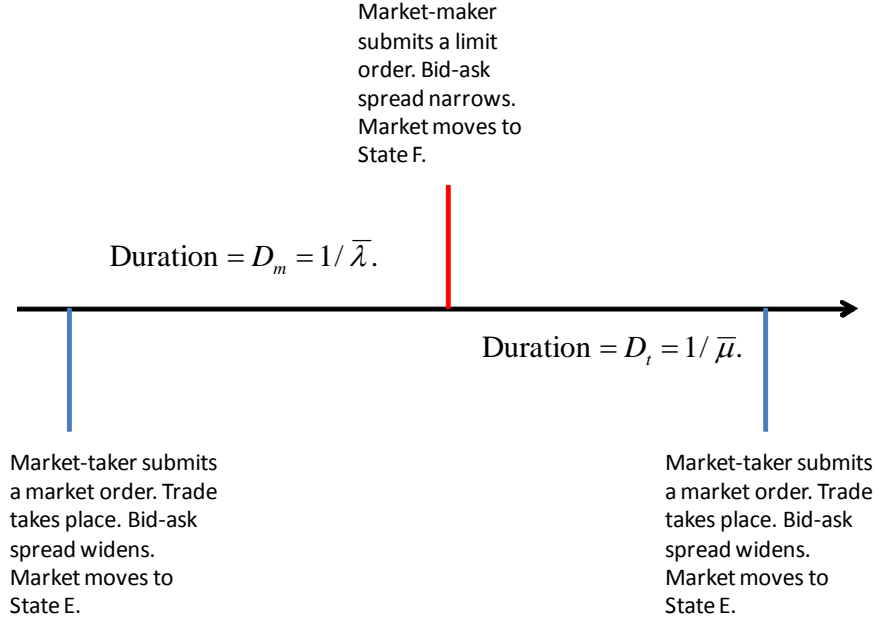 Market-maker
submits a limit
order. Bid-ask
spread narrows.
Market moves to
State F.
Duration = D_m = 1/ λ̄.
Duration = D_t = 1/ μ̄.
Market-taker submits
a market order. Trade
takes place. Bid-ask
spread widens.
Market moves to
State E.
Market-taker submits
a market order. Trade
takes place. Bid-ask
spread widens.
Market moves to
State E.